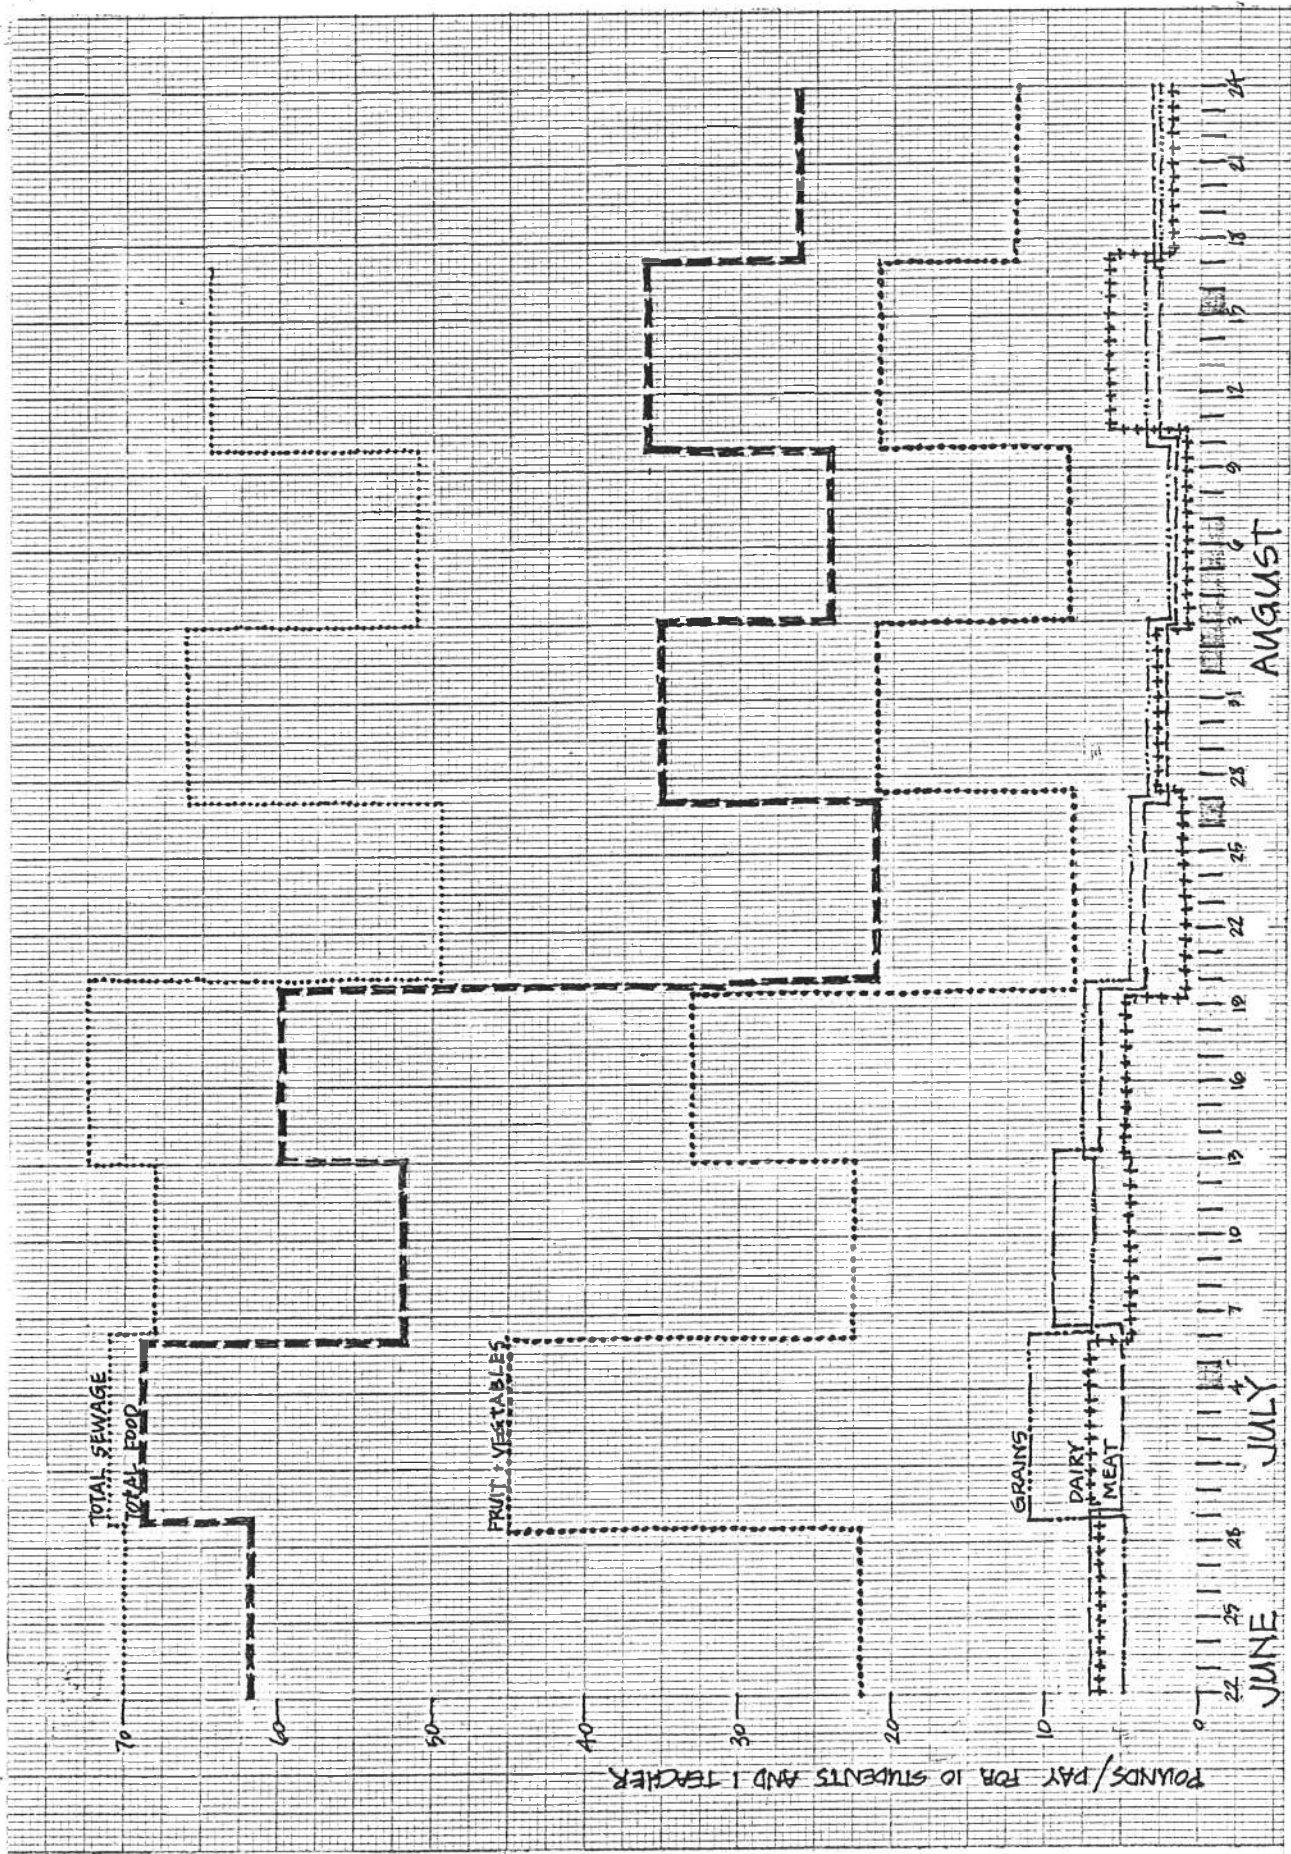 TOTAL SEWAGE
TOTAL FOOD
FRUIT + VEGETABLES
GRAINS
DAIRY
MEAT
70
60
50
40
30
20
10
0
POUNDS/DAY FOR 10 STUDENTS AND 1 TEACHER
22 25 28 1 4 7 10 13 16 19 22 25 28 31 3 6 9 12 15 18 21 24
JUNE JULY AUGUST